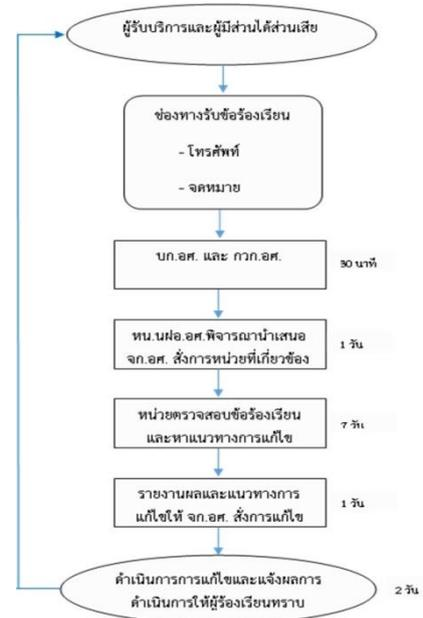 ผู้รับบริการและผู้มีส่วนได้ส่วนเสีย
ช่องทางรับข้อร้องเรียน
- โทรศัพท์
- จดหมาย
บก.อศ. และ กวก.อศ.
30 นาที
หน.นฝอ.อศ.พิจารณานำเสนอ
จก.อศ. สั่งการหน่วยที่เกี่ยวข้อง
1 วัน
หน่วยตรวจสอบข้อร้องเรียน
และหาแนวทางการแก้ไข
7 วัน
รายงานผลและแนวทางการ
แก้ไขให้ จก.อศ. สั่งการแก้ไข
1 วัน
ดำเนินการการแก้ไขและแจ้งผลการ
ดำเนินการให้ผู้ร้องเรียนทราบ
2 วัน